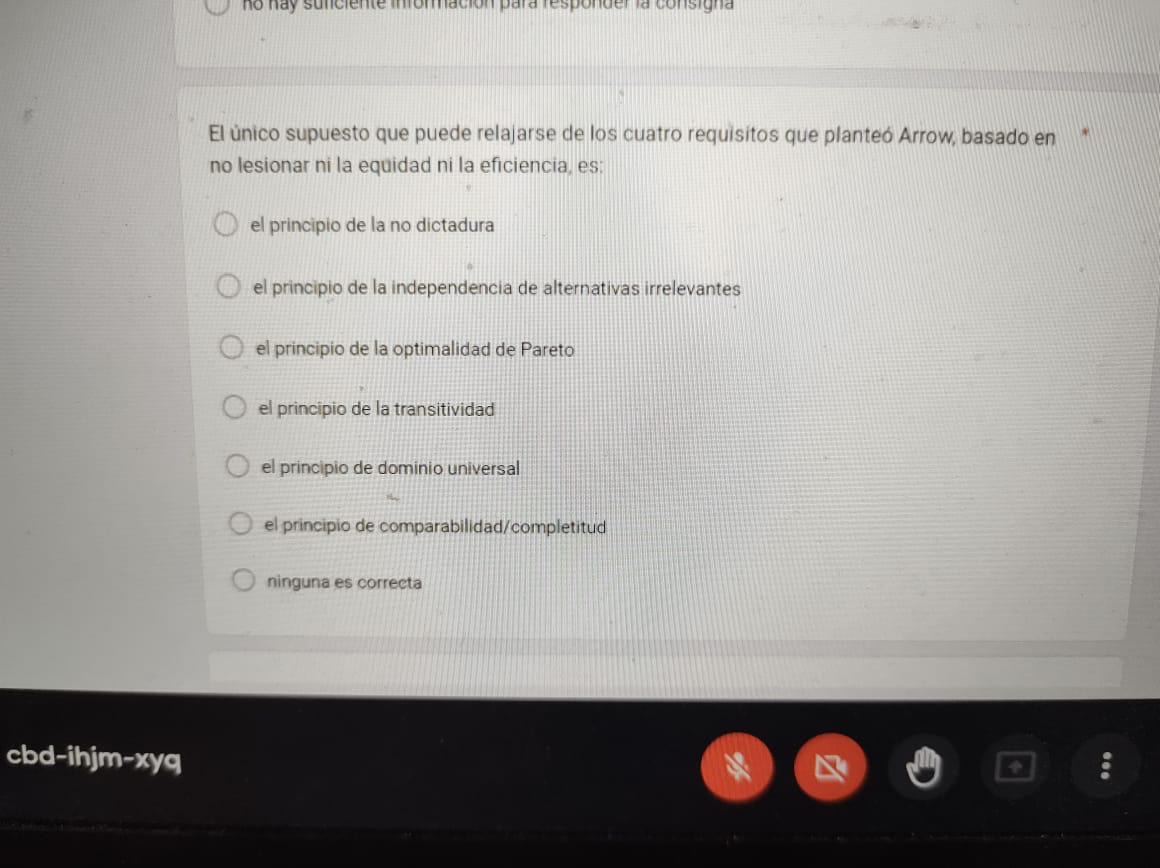 no hay suficiente información para responder la consigna
El único supuesto que puede relajarse de los cuatro requisitos que planteó Arrow, basado en *
no lesionar ni la equidad ni la eficiencia, es:
el principio de la no dictadura
el principio de la independencia de alternativas irrelevantes
el principio de la optimalidad de Pareto
el principio de la transitividad
el principio de dominio universal
el principio de comparabilidad/completitud
ninguna es correcta
cbd-ihjm-xyq